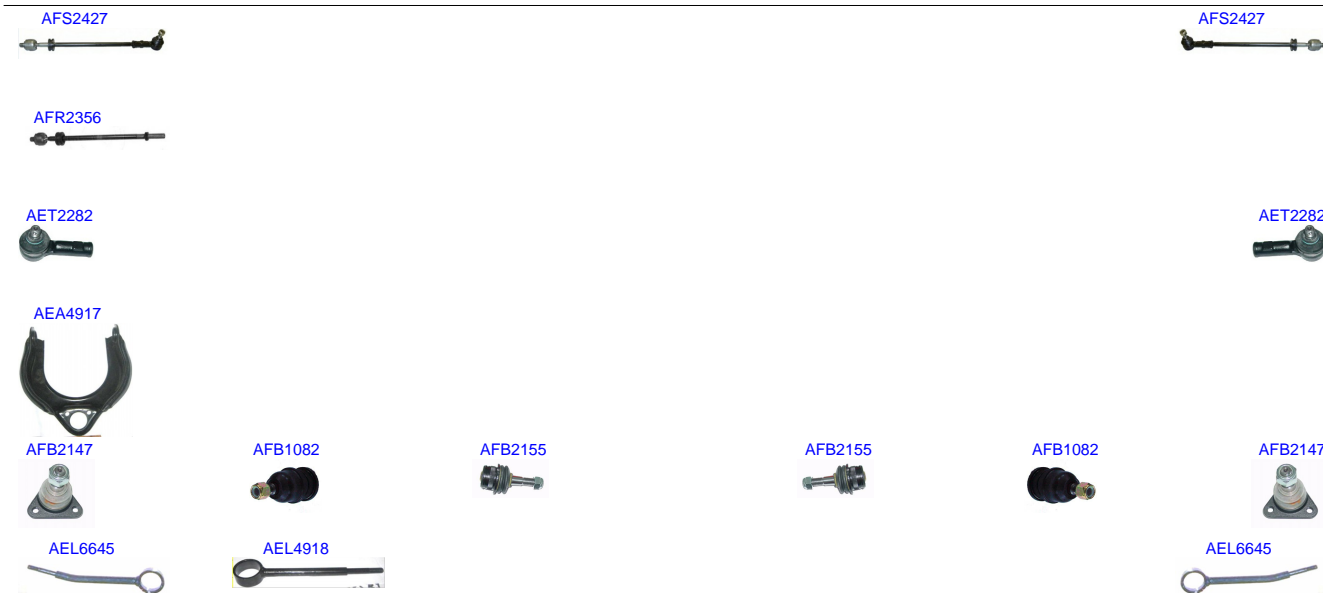 AFS2427 AFS2427
AFR2356
AET2282 AET2282
AEA4917
AFB2147 AFB1082 AFB2155 AFB2155 AFB1082 AFB2147
AEL6645 AEL4918 AEL6645